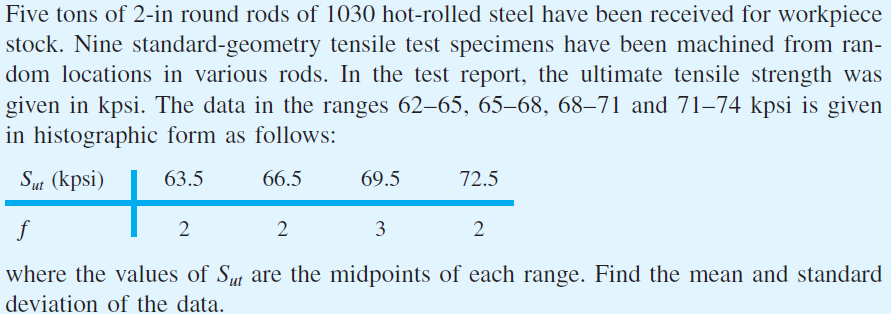 Five tons of 2-in round rods of 1030 hot-rolled steel have been received for workpiece
stock. Nine standard-geometry tensile test specimens have been machined from ran-
dom locations in various rods. In the test report, the ultimate tensile strength was
given in kpsi. The data in the ranges 62–65, 65–68, 68–71 and 71–74 kpsi is given
in histographic form as follows:
Sut (kpsi) 63.5 66.5 69.5 72.5
f 2 2 3 2
where the values of Sut are the midpoints of each range. Find the mean and standard
deviation of the data.